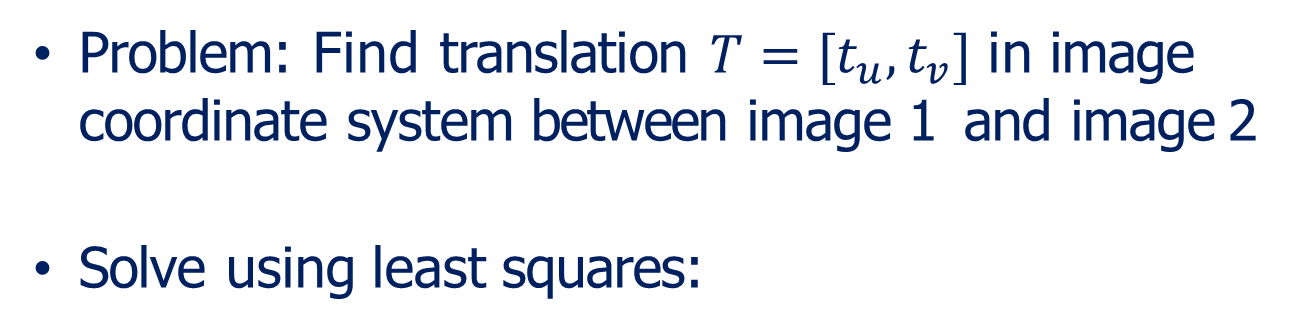 • Problem: Find translation T = [t_u, t_v] in image
coordinate system between image 1 and image 2
• Solve using least squares: